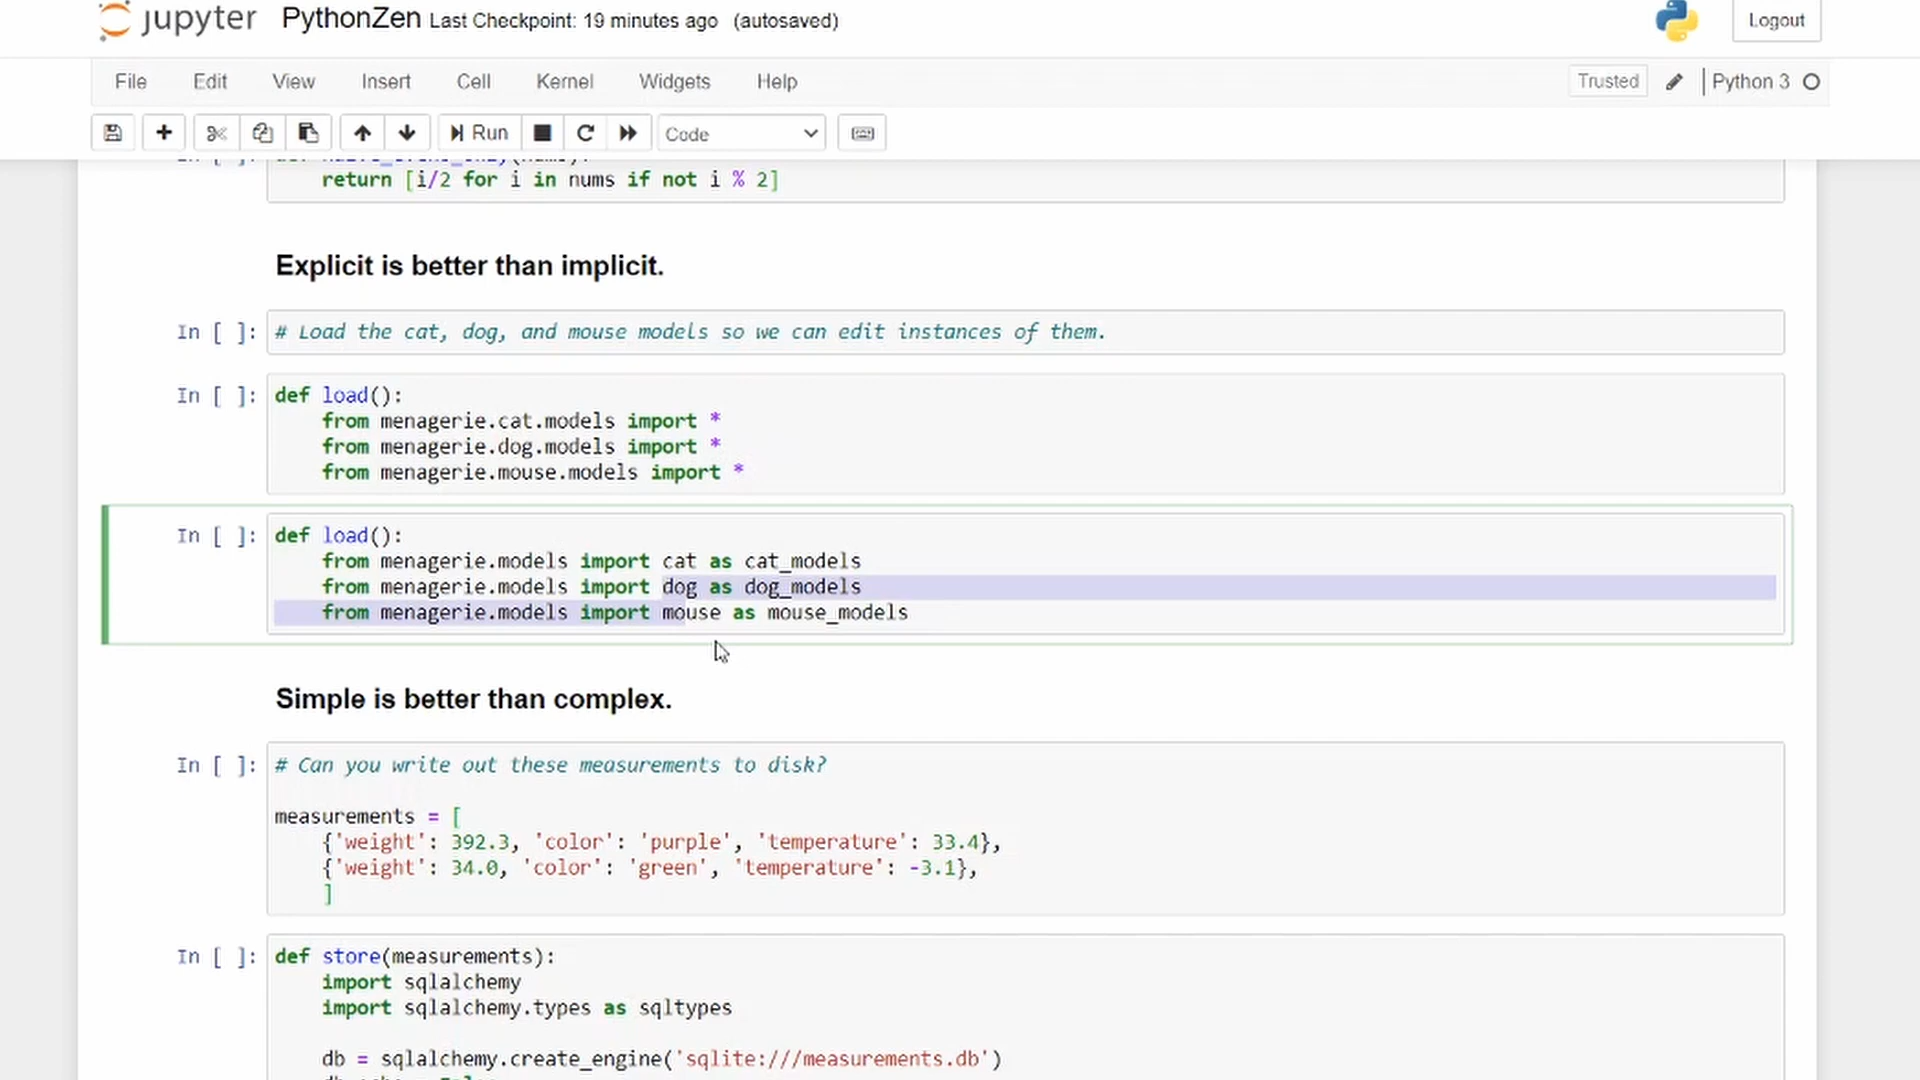 jupyter PythonZen Last Checkpoint: 19 minutes ago (autosaved) Logout
File Edit View Insert Cell Kernel Widgets Help Trusted Python 3
Run Code
return [i/2 for i in nums if not i % 2]
Explicit is better than implicit.
In [ ]: # Load the cat, dog, and mouse models so we can edit instances of them.
In [ ]: def load():
from menagerie.cat.models import *
from menagerie.dog.models import *
from menagerie.mouse.models import *
In [ ]: def load():
from menagerie.models import cat as cat_models
from menagerie.models import dog as dog_models
from menagerie.models import mouse as mouse_models
Simple is better than complex.
In [ ]: # Can you write out these measurements to disk?
measurements = [
{'weight': 392.3, 'color': 'purple', 'temperature': 33.4},
{'weight': 34.0, 'color': 'green', 'temperature': -3.1},
]
In [ ]: def store(measurements):
import sqlalchemy
import sqlalchemy.types as sqltypes
db = sqlalchemy.create_engine('sqlite:///measurements.db')